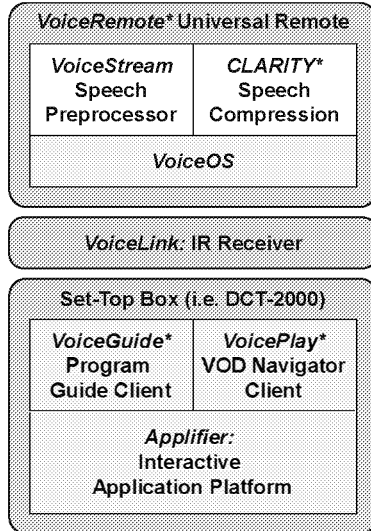 VoiceRemote* Universal Remote
VoiceStream
Speech
Preprocessor
CLARITY*
Speech
Compression
VoiceOS
VoiceLink: IR Receiver
Set-Top Box (i.e. DCT-2000)
VoiceGuide*
Program
Guide Client
VoicePlay*
VOD Navigator
Client
Applifier:
Interactive
Application Platform